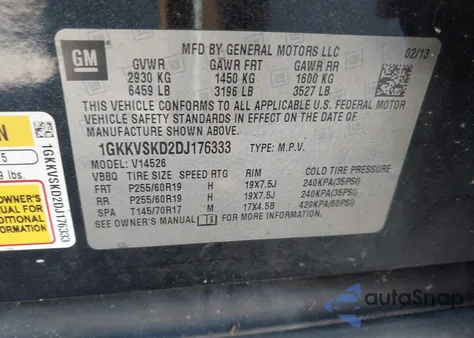 GM
MFD BY GENERAL MOTORS LLC
02/13
GVWR GAWR FRT GAWR RR
2930 KG 1450 KG 1600 KG
6459 LB 3196 LB 3527 LB
THIS VEHICLE CONFORMS TO ALL APPLICABLE U.S. FEDERAL MOTOR
VEHICLE SAFETY STANDARDS IN EFFECT ON THE DATE OF
MANUFACTURE SHOWN ABOVE.
1GKKVSKD2DJ176333 TYPE: M.P.V.
MODEL: V14526
VBBQ TIRE SIZE SPEED RTG RIM COLD TIRE PRESSURE
FRT P255/60R19 H 19X7.5J 240KPA(35PSI)
RR P255/60R19 H 19X7.5J 240KPA(35PSI)
SPA T145/70R17 M 17X4.5B 420KPA(60PSI)
SEE OWNER'S MANUAL FOR MORE INFORMATION.
1GKKVSKD2DJ176333
lbs.
MANUAL FOR
INFORMATION
autoSnap